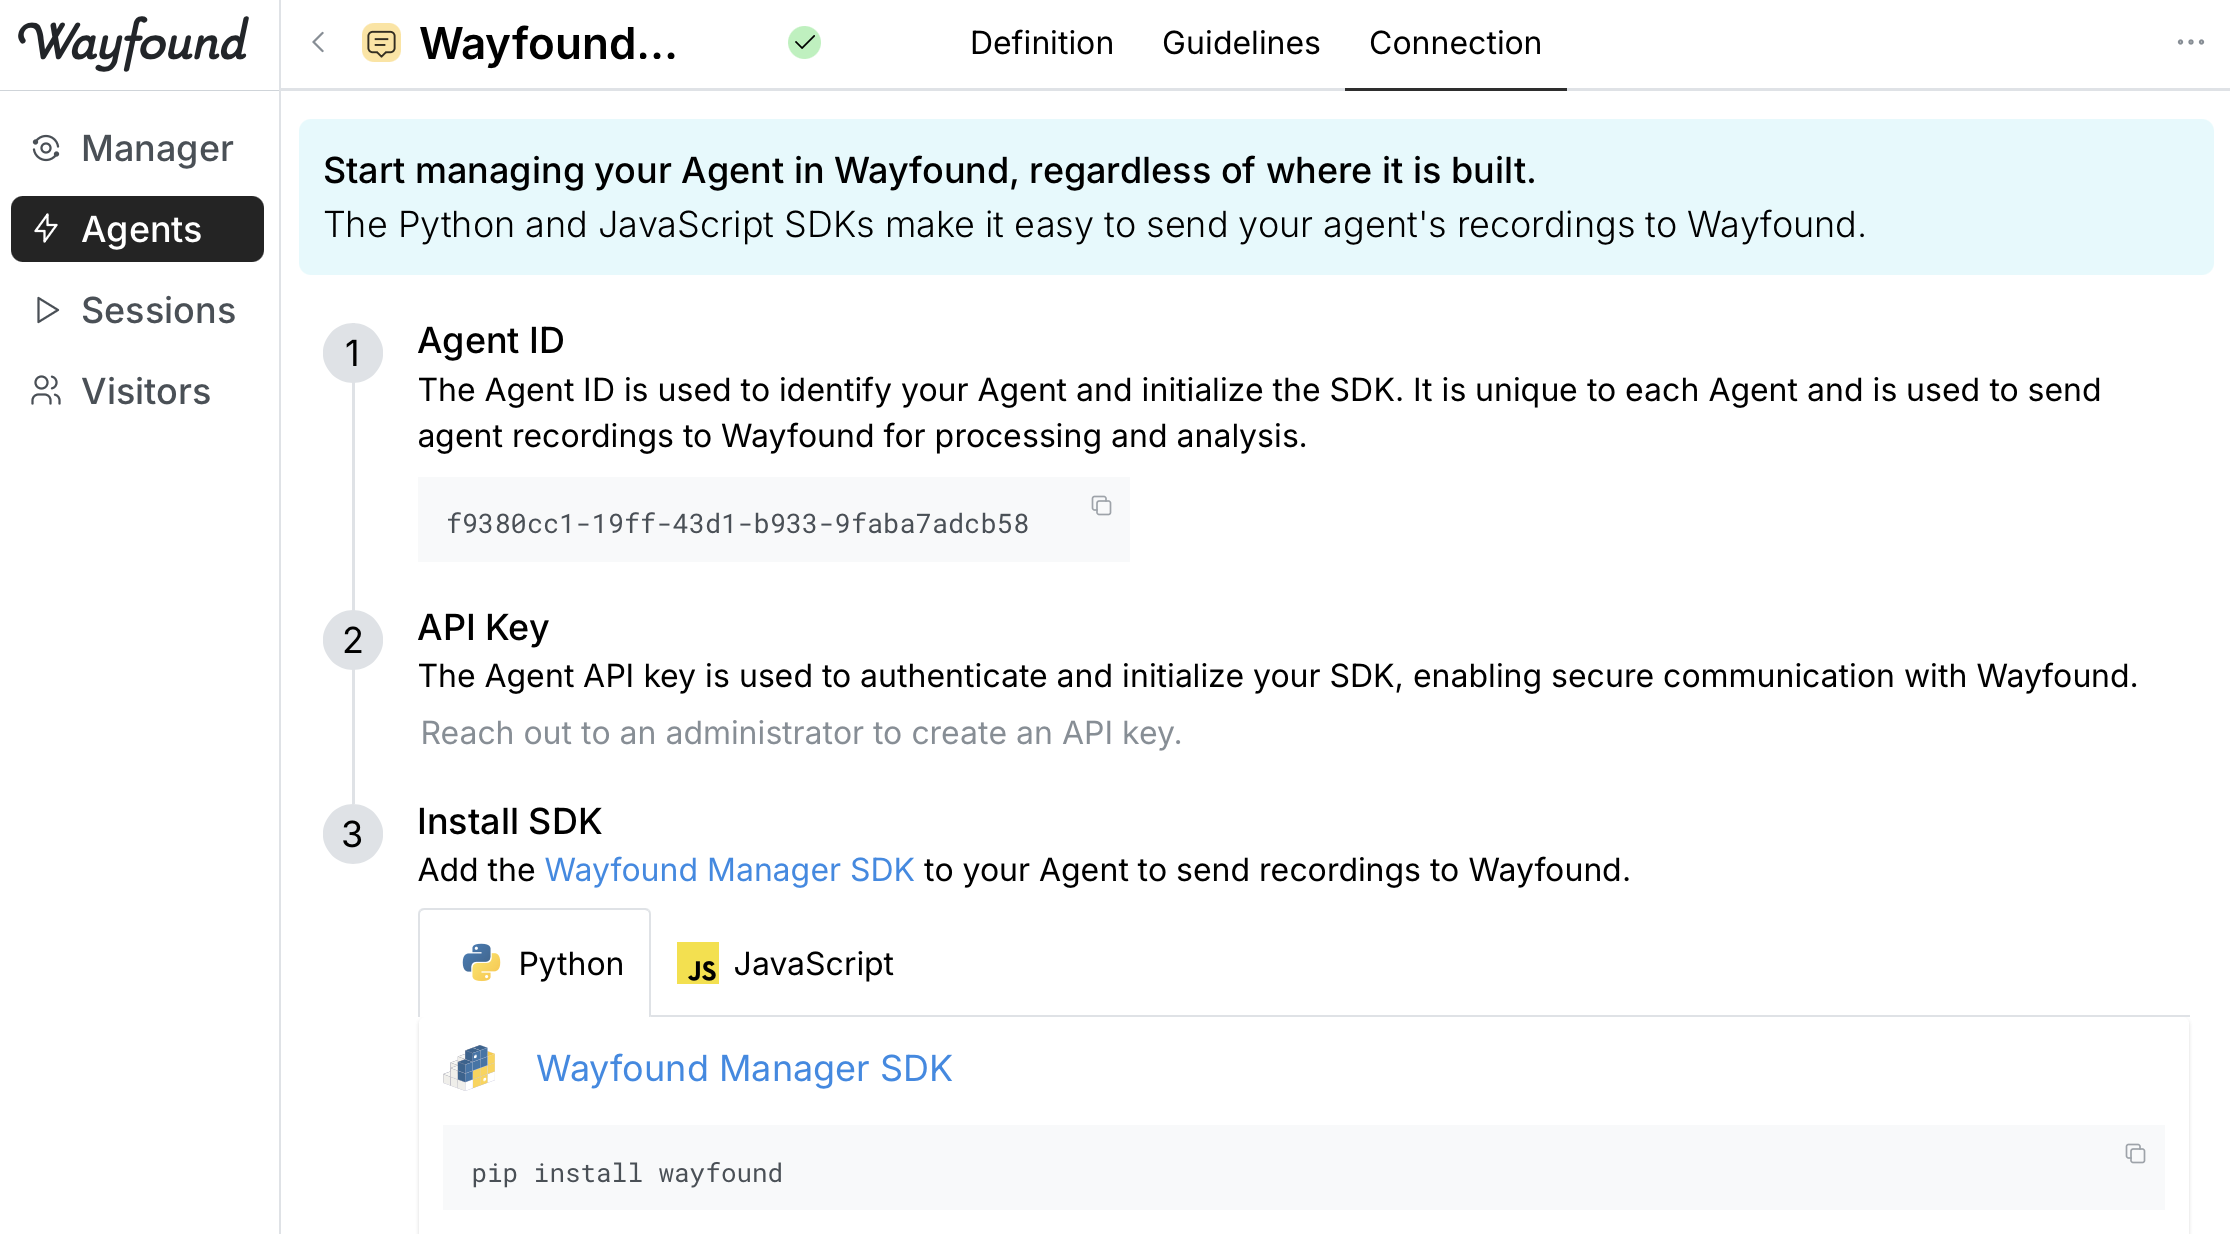 Wayfound
Wayfound...
Definition
Guidelines
Connection
Manager
Agents
Sessions
Visitors
Start managing your Agent in Wayfound, regardless of where it is built.
The Python and JavaScript SDKs make it easy to send your agent's recordings to Wayfound.
1
Agent ID
The Agent ID is used to identify your Agent and initialize the SDK. It is unique to each Agent and is used to send
agent recordings to Wayfound for processing and analysis.
f9380cc1-19ff-43d1-b933-9faba7adcb58
2
API Key
The Agent API key is used to authenticate and initialize your SDK, enabling secure communication with Wayfound.
Reach out to an administrator to create an API key.
3
Install SDK
Add the Wayfound Manager SDK to your Agent to send recordings to Wayfound.
Python
JS JavaScript
Wayfound Manager SDK
pip install wayfound